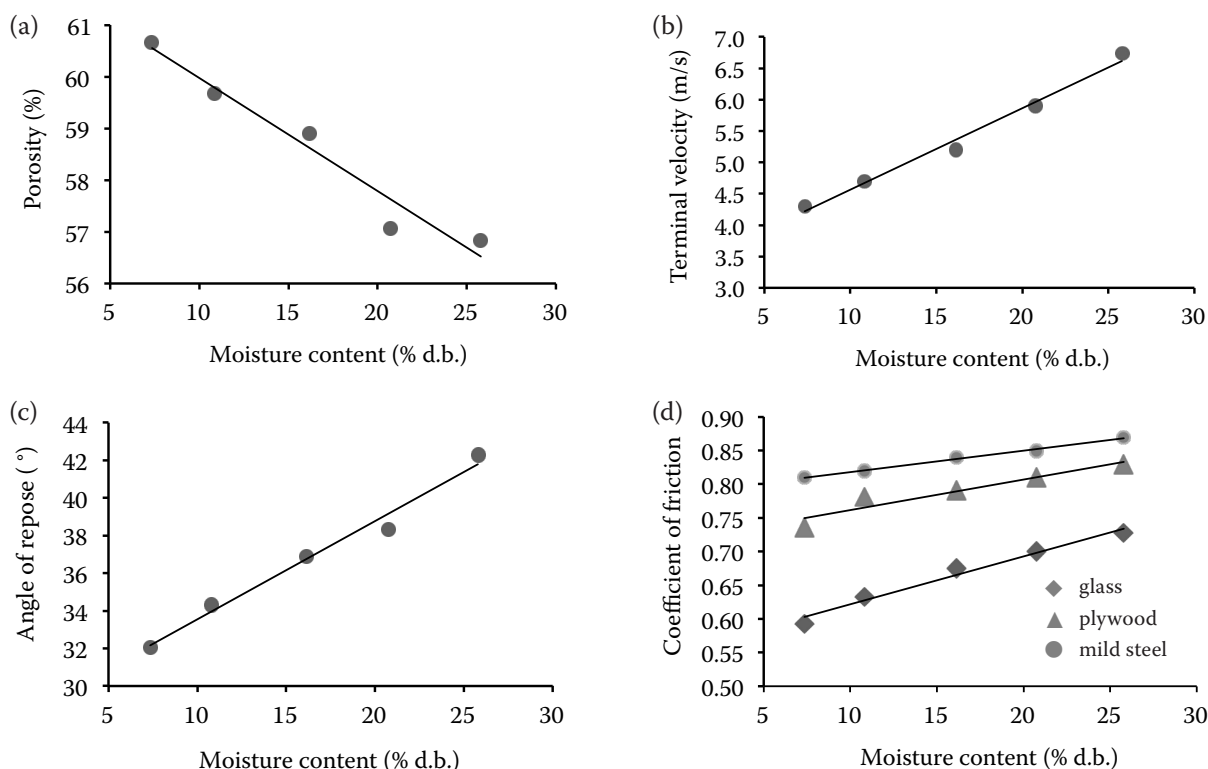 (a)
61
60
59
58
57
56
Porosity (%)
5 10 15 20 25 30
Moisture content (% d.b.)
(b)
7.0
6.5
6.0
5.5
5.0
4.5
4.0
3.5
3.0
Terminal velocity (m/s)
5 10 15 20 25 30
Moisture content (% d.b.)
(c)
44
42
40
38
36
34
32
30
Angle of repose (°)
5 10 15 20 25 30
Moisture content (% d.b.)
(d)
0.90
0.85
0.80
0.75
0.70
0.65
0.60
0.55
0.50
Coefficient of friction
glass
plywood
mild steel
5 10 15 20 25 30
Moisture content (% d.b.)